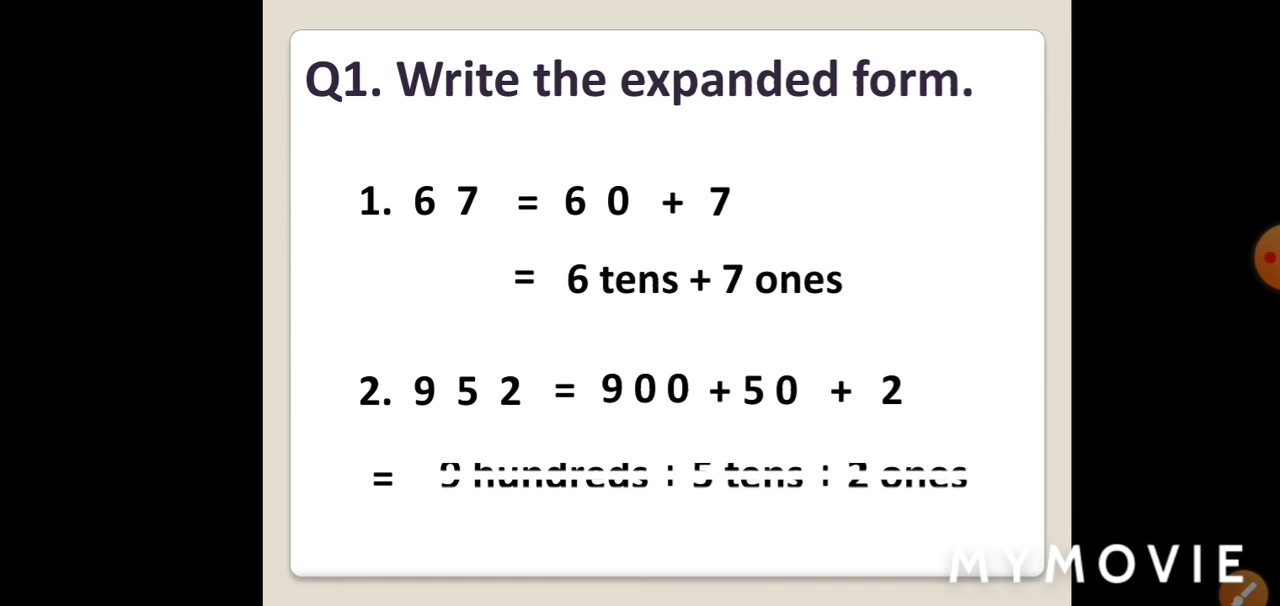 Q1. Write the expanded form.
1. 6 7 = 6 0 + 7
= 6 tens + 7 ones
2. 9 5 2 = 9 0 0 + 5 0 + 2
= 9 hundreds + 5 tens + 2 ones
MYMOVIE